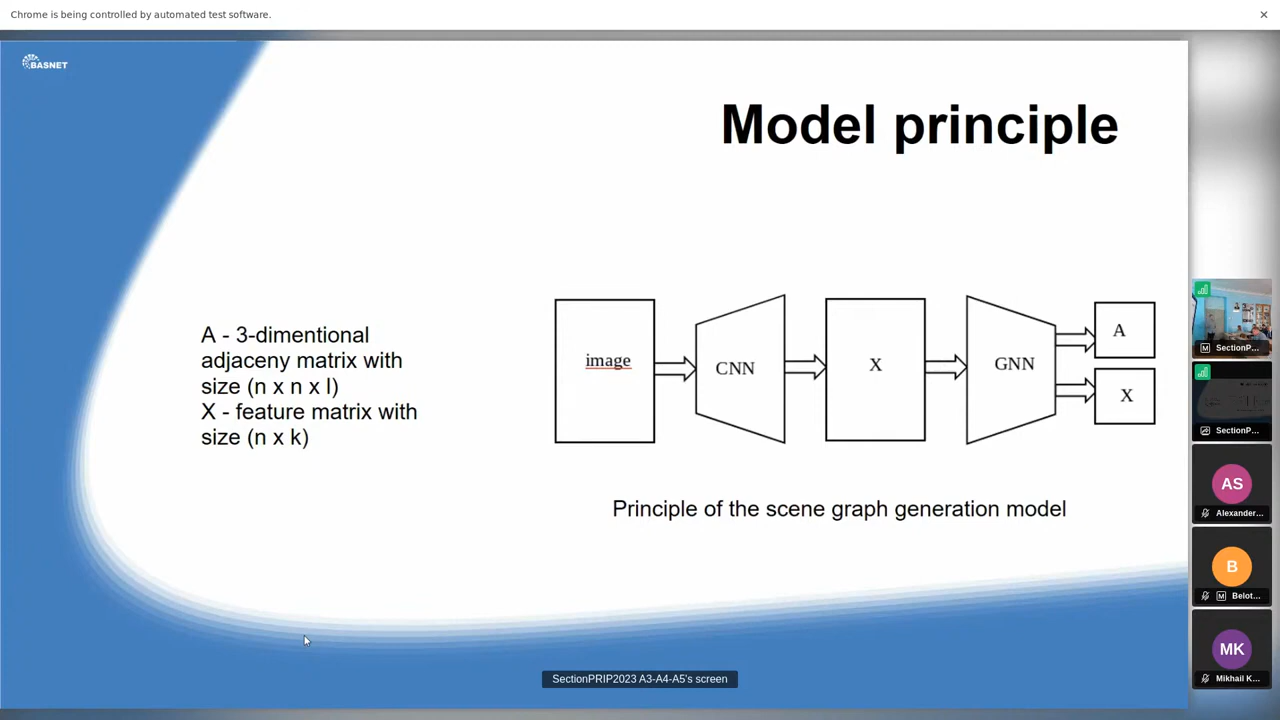 Chrome is being controlled by automated test software.
BASNET
Model principle
A - 3-dimentional
adjaceny matrix with
size (n x n x l)
X - feature matrix with
size (n x k)
image
CNN
X
GNN
A
X
Principle of the scene graph generation model
SectionPRIP2023 A3-A4-A5's screen
M SectionP...
SectionP...
AS
Alexander...
B
M Belot...
MK
Mikhail K...